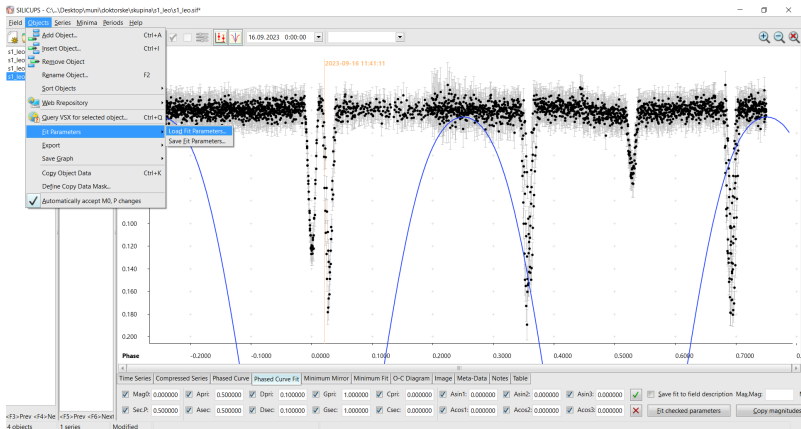 SILICUPS - C:\...\Desktop\muni\doktorske\skupina\s1_leo\s1_leo.sif*
Field Objects Series Minima Periods Help
16.09.2023 0:00:00
Add Object... Ctrl+A
Insert Object... Ctrl+I
Remove Object
Rename Object... F2
Sort Objects
Web Repository
Query VSX for selected object... Ctrl+Q
Fit Parameters
Load Fit Parameters...
Save Fit Parameters...
Export
Save Graph
Copy Object Data Ctrl+K
Define Copy Data Mask...
Automatically accept M0, P changes
s1_leo
s1_leo
s1_leo
s1_leo
2023-09-16 11:41:11
0.100
0.120
0.140
0.160
0.180
0.200
Phase -0.2000 -0.1000 0.0000 0.1000 0.2000 0.3000 0.4000 0.5000 0.6000 0.7000 0.
Time Series Compressed Series Phased Curve Phased Curve Fit Minimum Mirror Minimum Fit O-C Diagram Image Meta-Data Notes Table
Mag0: 0.000000 Apri: 0.500000 Dpri: 0.100000 Gpri: 1.000000 Cpri: 0.000000 Asin1: 0.000000 Asin2: 0.000000 Asin3: 0.000000 Save fit to field description Mag,Mag:
Sec.P. 0.500000 Asec. 0.500000 Dsec. 0.100000 Gsec: 1.000000 Csec. 0.000000 Acos1: 0.000000 Acos2: 0.000000 Acos3: 0.000000 Fit checked parameters Copy magnitudes
<F3>Prev <F4>Ne <F5>Prev <F6>Next
4 objects 1 series Modified